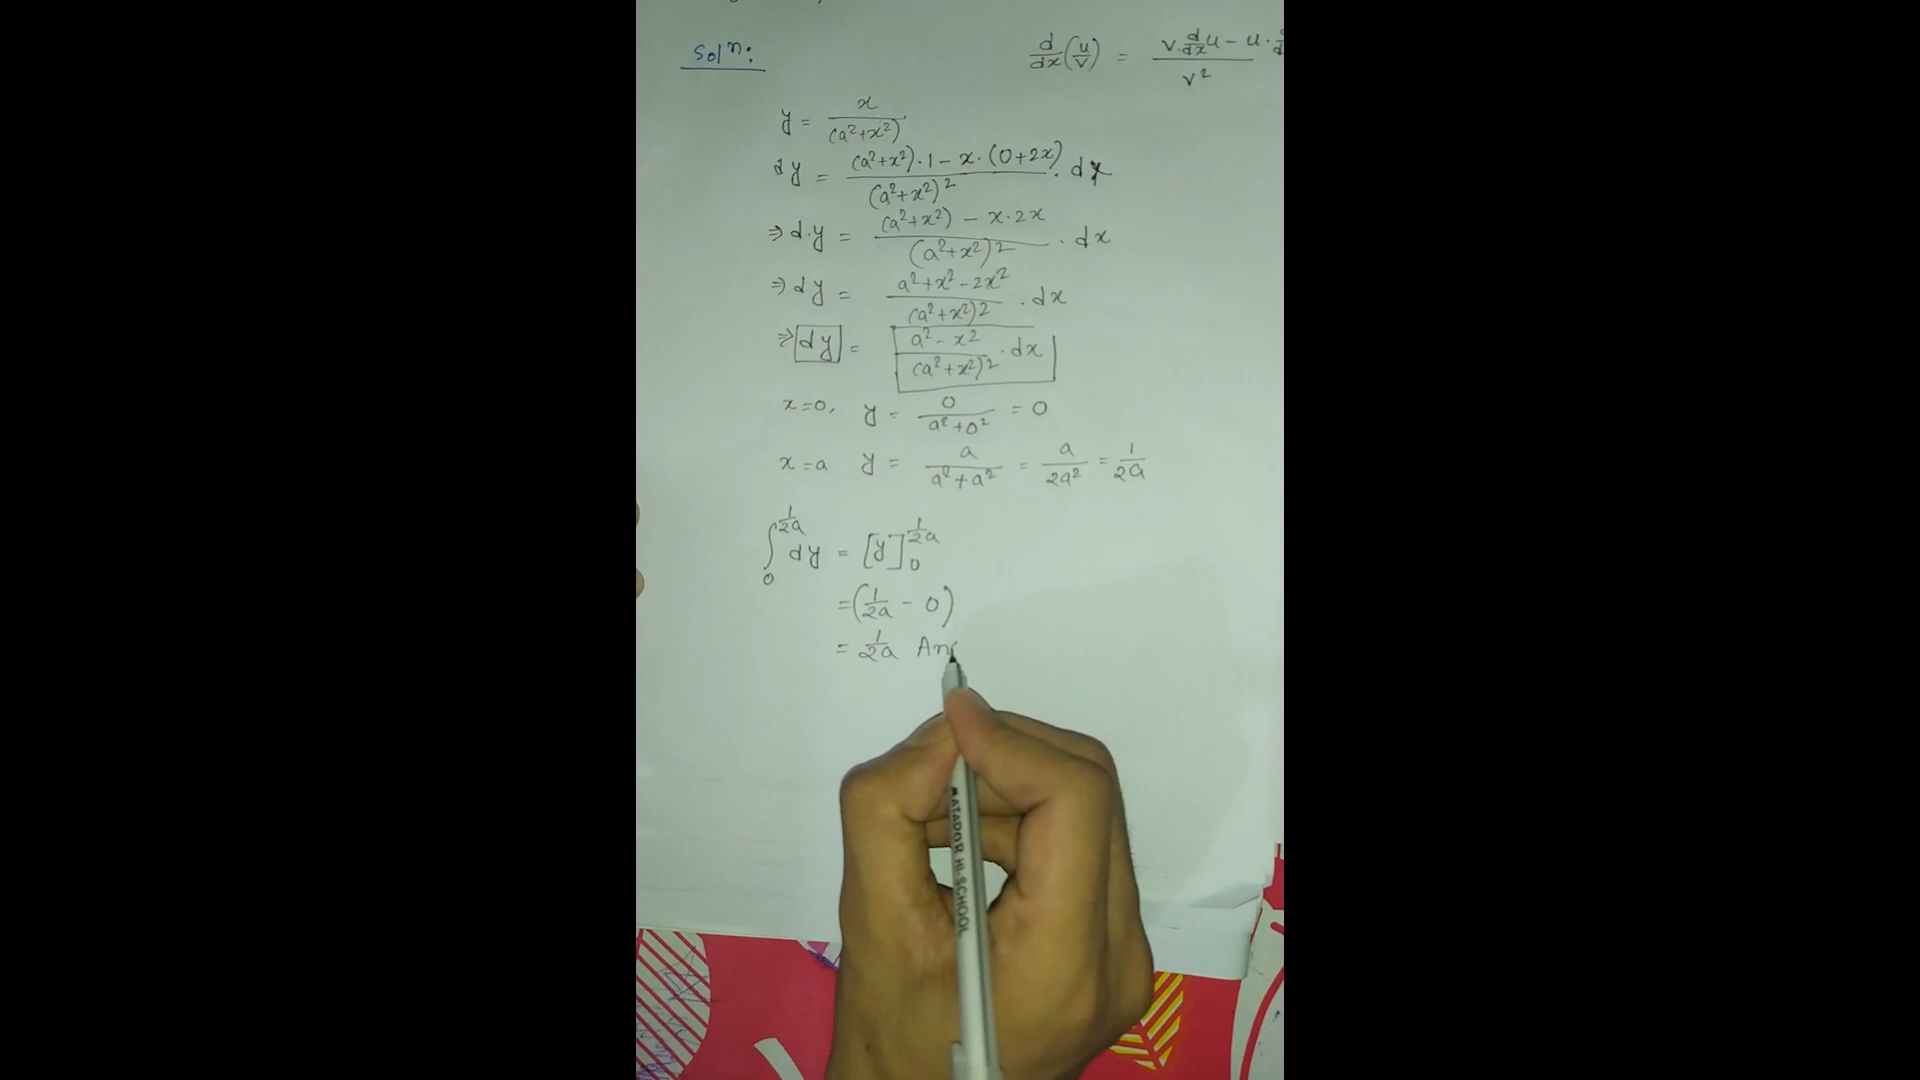 Solⁿ:
d/dx(u/v) = (v.d/dx u - u.
v²
y = x/(a²+x²)
dy = ((a²+x²)·1 - x·(0+2x))/(a²+x²)² . dx
⇒ d.y = ((a²+x²) - x·2x)/(a²+x²)² . dx
⇒ dy = (a²+x²-2x²)/(a²+x²)² . dx
⇒ dy = (a²-x²)/(a²+x²)² . dx
x=0, y = 0/(a²+0²) = 0
x=a y = a/(a²+a²) = a/2a² = 1/2a
∫₀^(1/2a) dy = [y]₀^(1/2a)
= (1/2a - 0)
= 1/2a Ans
MATADOR HI-SCHOOL